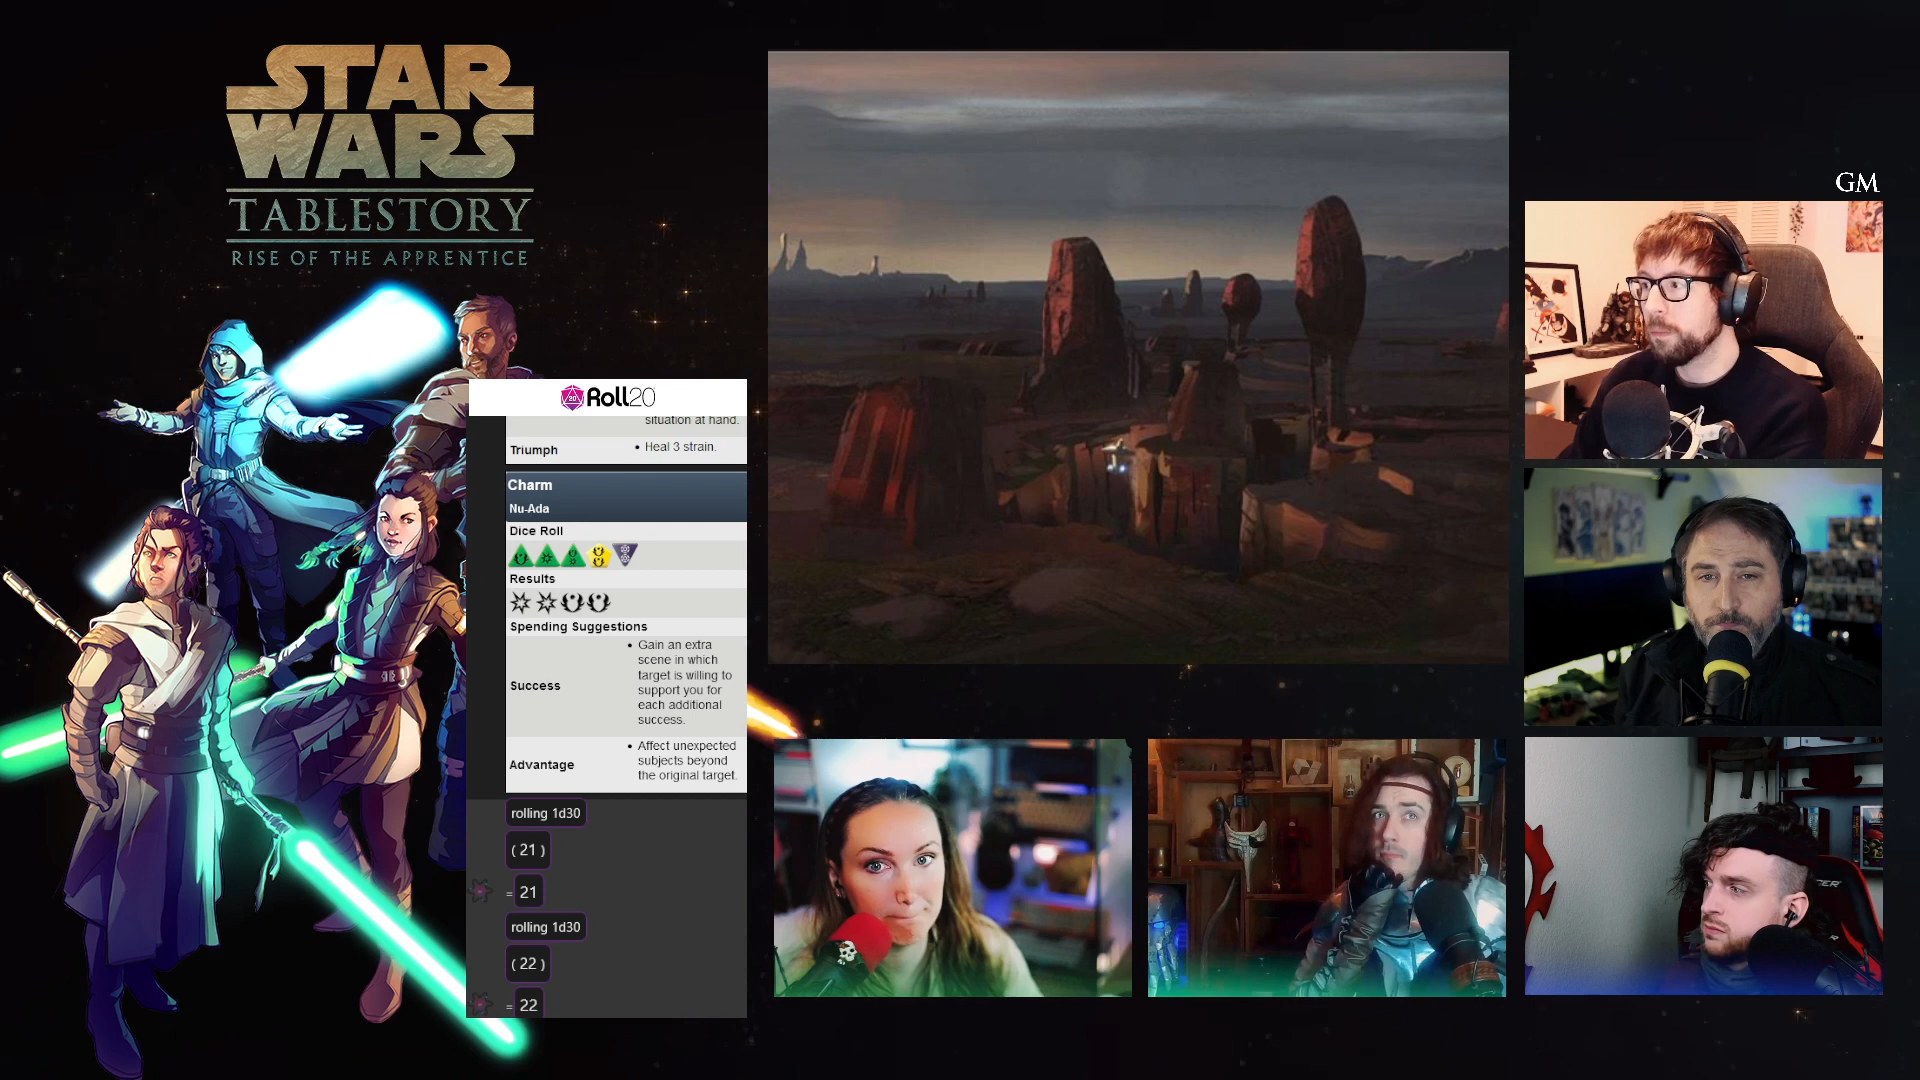 STAR
WARS
TABLESTORY
RISE OF THE APPRENTICE
GM
Roll20
situation at hand.
Triumph
• Heal 3 strain.
Charm
Nu-Ada
Dice Roll
Results
Spending Suggestions
Success
• Gain an extra
scene in which
target is willing to
support you for
each additional
success.
Advantage
• Affect unexpected
subjects beyond
the original target.
rolling 1d30
( 21 )
= 21
rolling 1d30
( 22 )
= 22